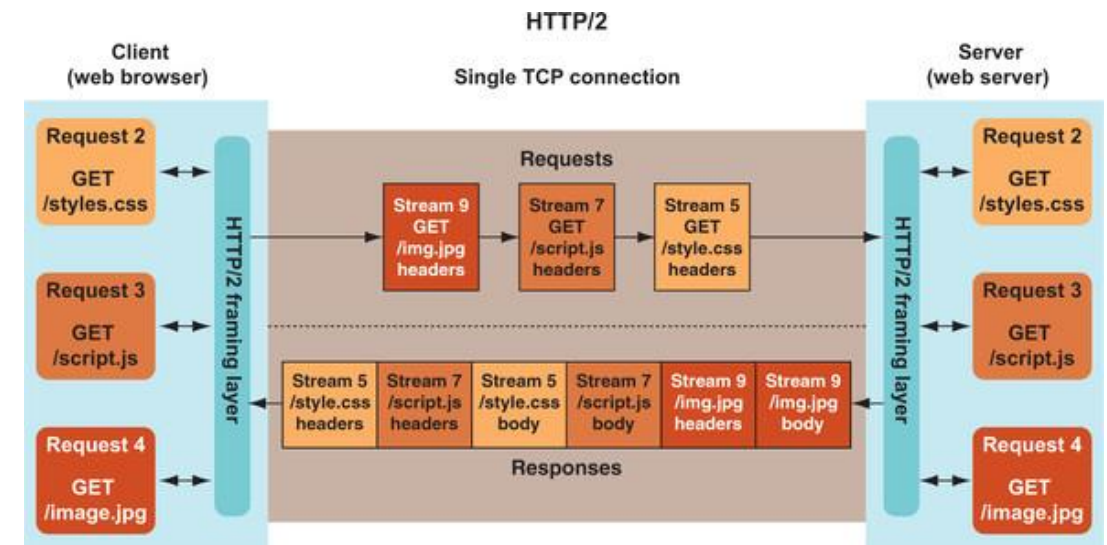 HTTP/2
Client
(web browser)
Single TCP connection
Server
(web server)
Request 2
GET
/styles.css
Request 3
GET
/script.js
Request 4
GET
/image.jpg
HTTP/2 framing layer
Requests
Stream 9
GET
/img.jpg
headers
Stream 7
GET
/script.js
headers
Stream 5
GET
/style.css
headers
Stream 5
/style.css
headers
Stream 7
/script.js
headers
Stream 5
/style.css
body
Stream 7
/script.js
body
Stream 9
/img.jpg
headers
Stream 9
/img.jpg
body
Responses
HTTP/2 framing layer
Request 2
GET
/styles.css
Request 3
GET
/script.js
Request 4
GET
/image.jpg